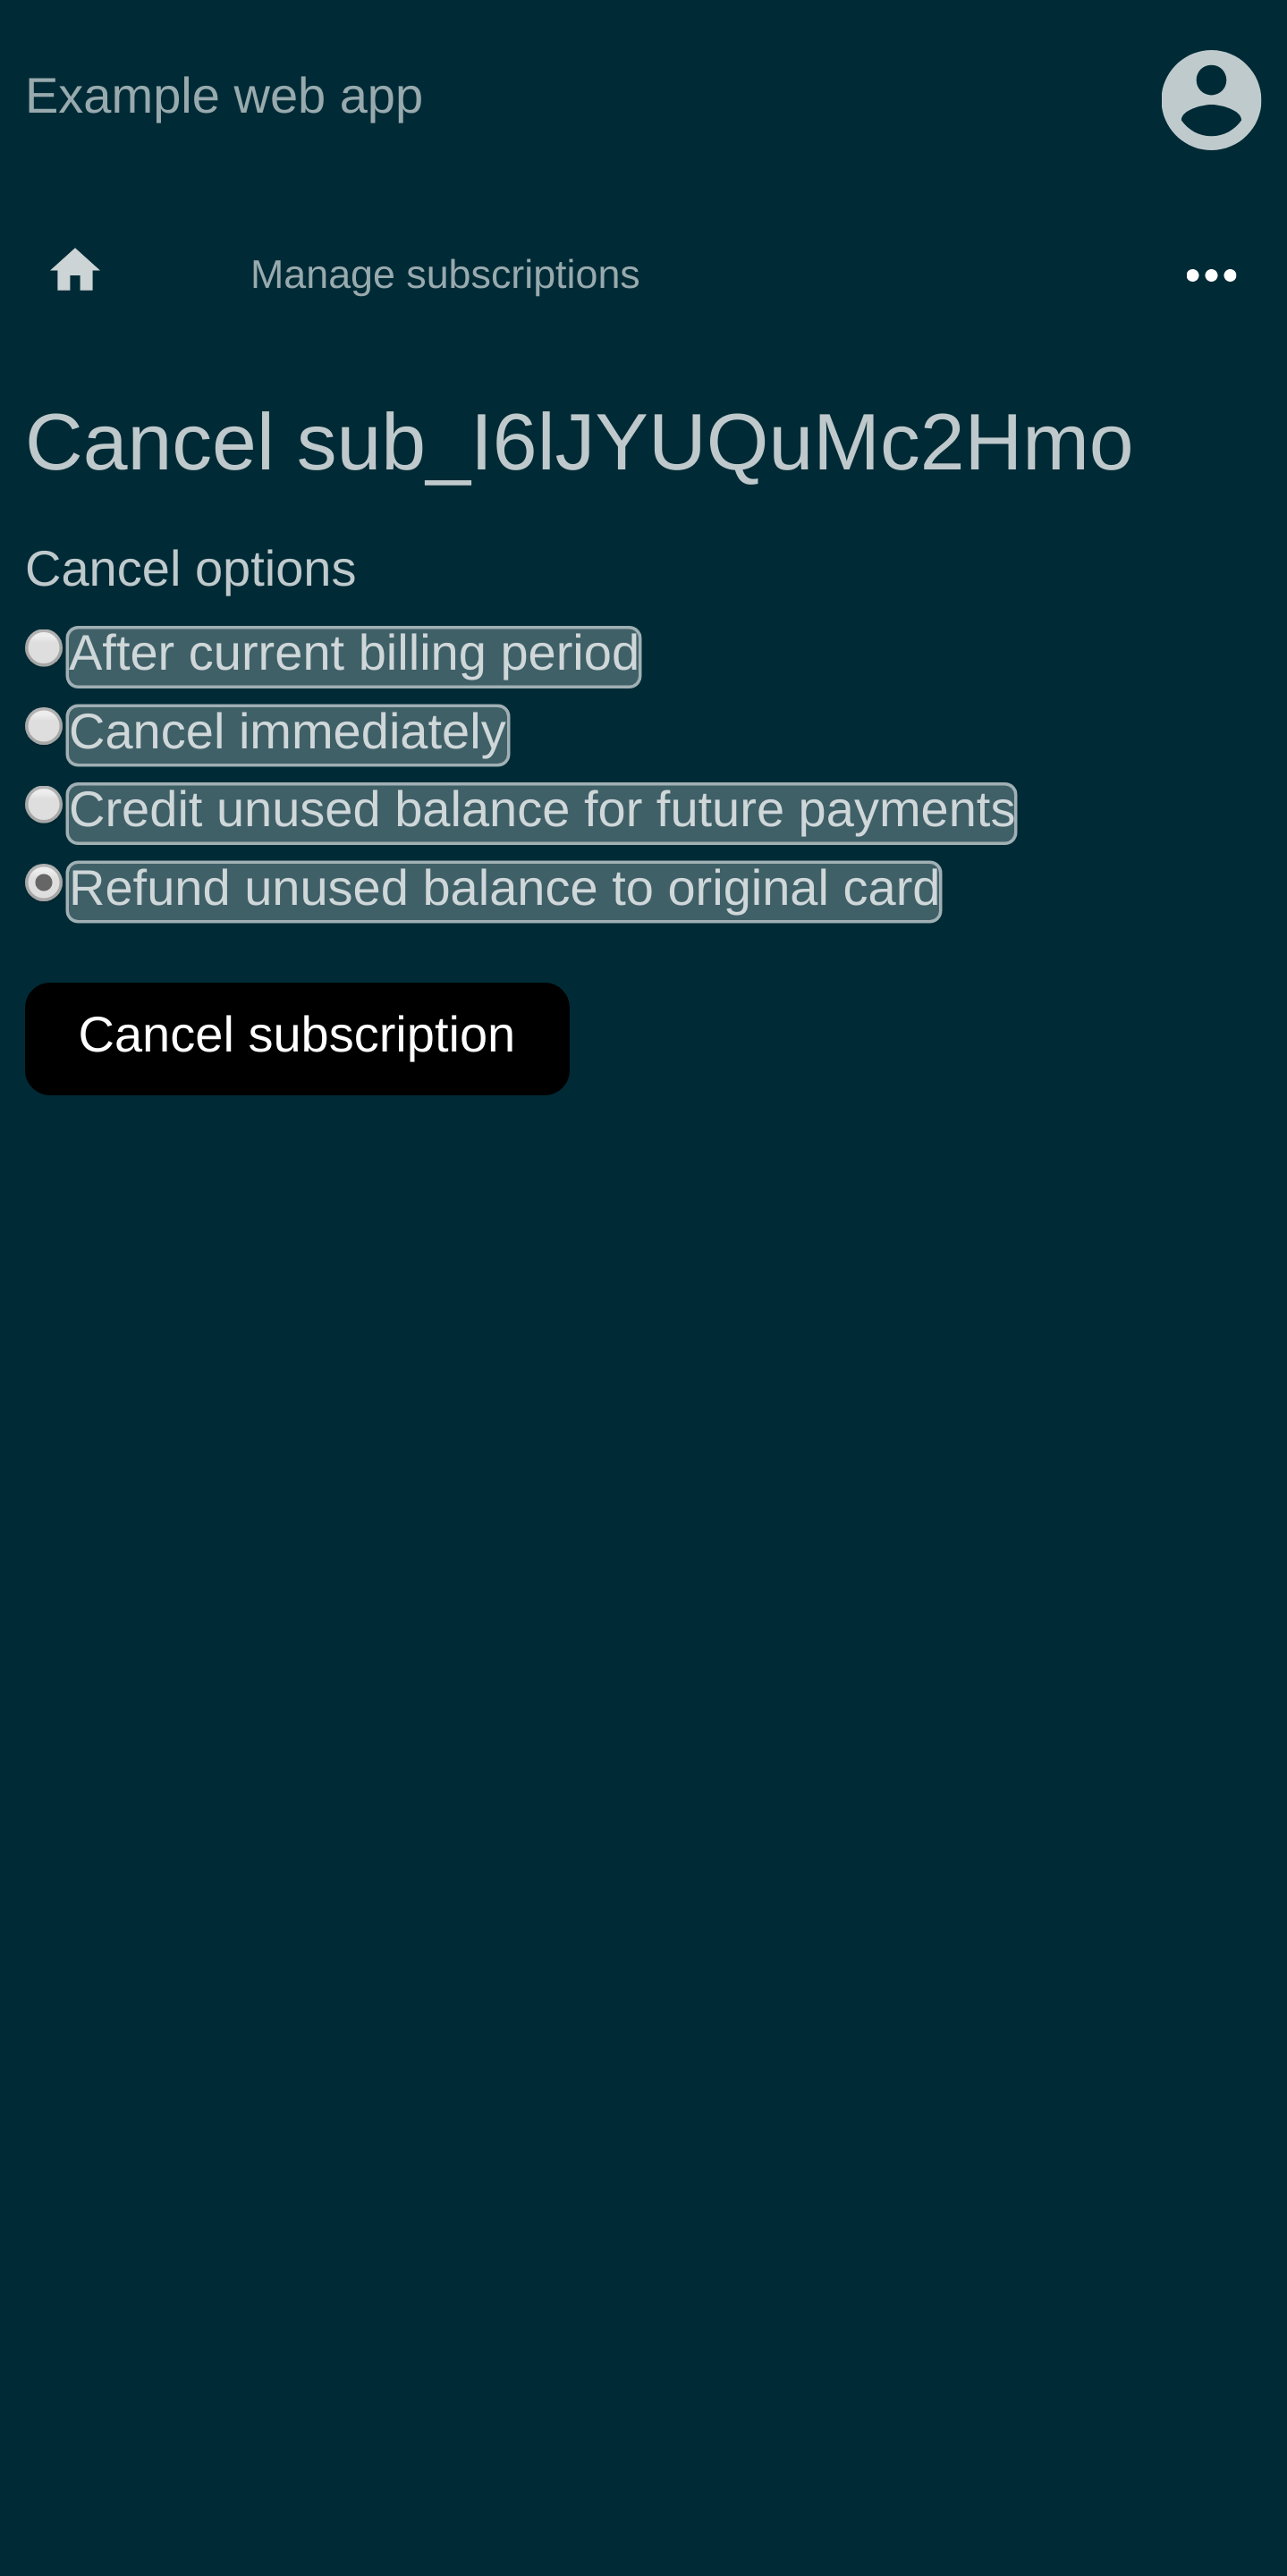 Example web app
Manage subscriptions
Cancel sub_I6lJYUQuMc2Hmo
Cancel options
After current billing period
Cancel immediately
Credit unused balance for future payments
Refund unused balance to original card
Cancel subscription